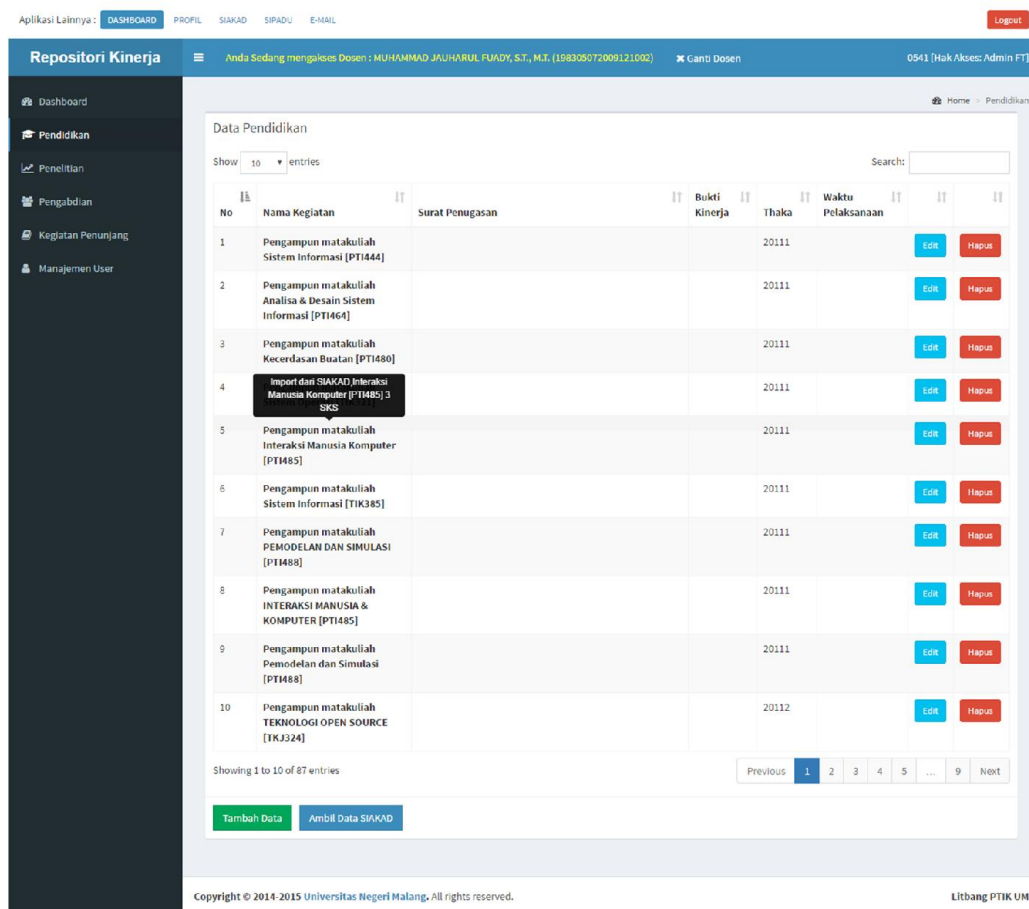 Aplikasi Lainnya : DASHBOARD PROFIL SIAKAD SIPADU E-MAIL Logout
Repositori Kinerja Anda Sedang mengakses Dosen : MUHAMMAD JAUHARUL FUADY, S.T., M.T. (198305072009121002) Ganti Dosen 0541 [Hak Akses: Admin FT]
Dashboard
Pendidikan
Penelitian
Pengabdian
Kegiatan Penunjang
Manajemen User
Home > Pendidikan
Data Pendidikan
Show 10 entries Search:
No Nama Kegiatan Surat Penugasan Bukti Kinerja Thaka Waktu Pelaksanaan
1 Pengampun matakuliah 20111 Edit Hapus
Sistem Informasi [PTI444]
2 Pengampun matakuliah 20111 Edit Hapus
Analisa & Desain Sistem
Informasi [PTI464]
3 Pengampun matakuliah 20111 Edit Hapus
Kecerdasan Buatan [PTI480]
4 20111 Edit Hapus
Import dari SIAKAD,Interaksi
Manusia Komputer [PTI485] 3
SKS
5 Pengampun matakuliah 20111 Edit Hapus
Interaksi Manusia Komputer
[PTI485]
6 Pengampun matakuliah 20111 Edit Hapus
Sistem Informasi [TIK385]
7 Pengampun matakuliah 20111 Edit Hapus
PEMODELAN DAN SIMULASI
[PTI488]
8 Pengampun matakuliah 20111 Edit Hapus
INTERAKSI MANUSIA &
KOMPUTER [PTI485]
9 Pengampun matakuliah 20111 Edit Hapus
Pemodelan dan Simulasi
[PTI488]
10 Pengampun matakuliah 20112 Edit Hapus
TEKNOLOGI OPEN SOURCE
[TKJ324]
Showing 1 to 10 of 87 entries Previous 1 2 3 4 5 ... 9 Next
Tambah Data Ambil Data SIAKAD
Copyright © 2014-2015 Universitas Negeri Malang. All rights reserved. Litbang PTIK UM